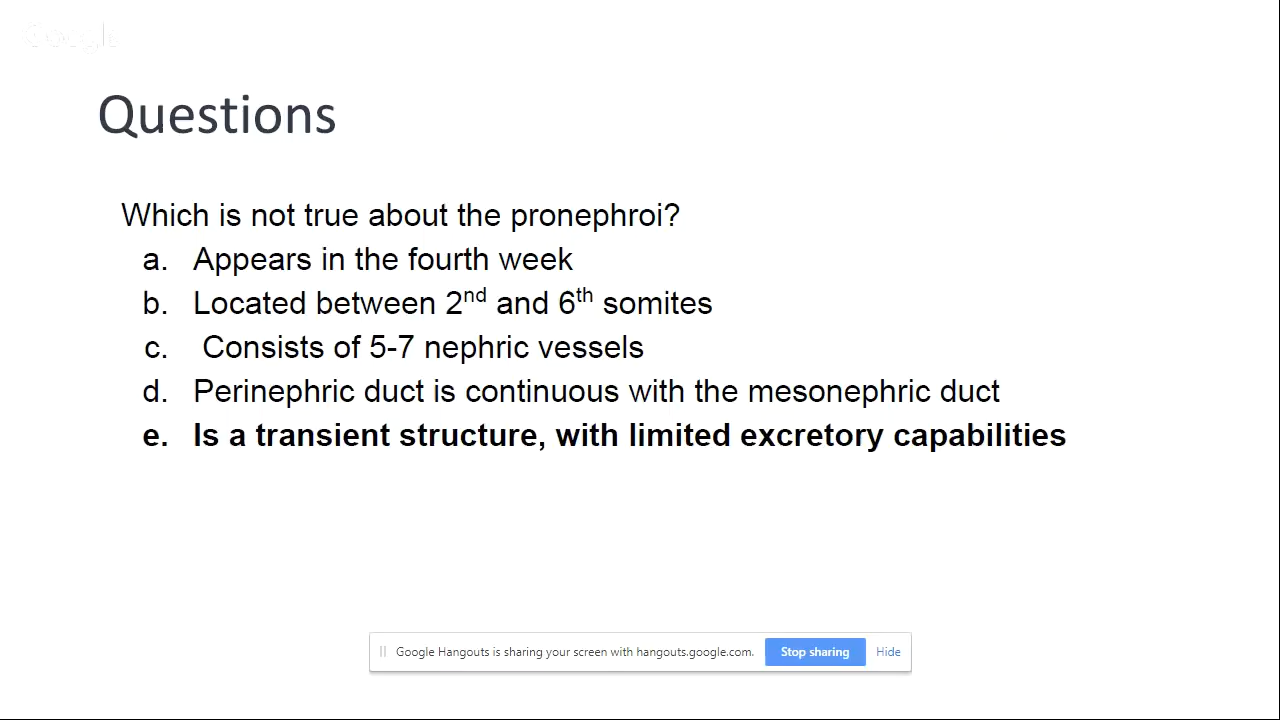 Google
Questions
Which is not true about the pronephroi?
a. Appears in the fourth week
b. Located between 2nd and 6th somites
c. Consists of 5-7 nephric vessels
d. Perinephric duct is continuous with the mesonephric duct
e. Is a transient structure, with limited excretory capabilities
Google Hangouts is sharing your screen with hangouts.google.com. Stop sharing Hide